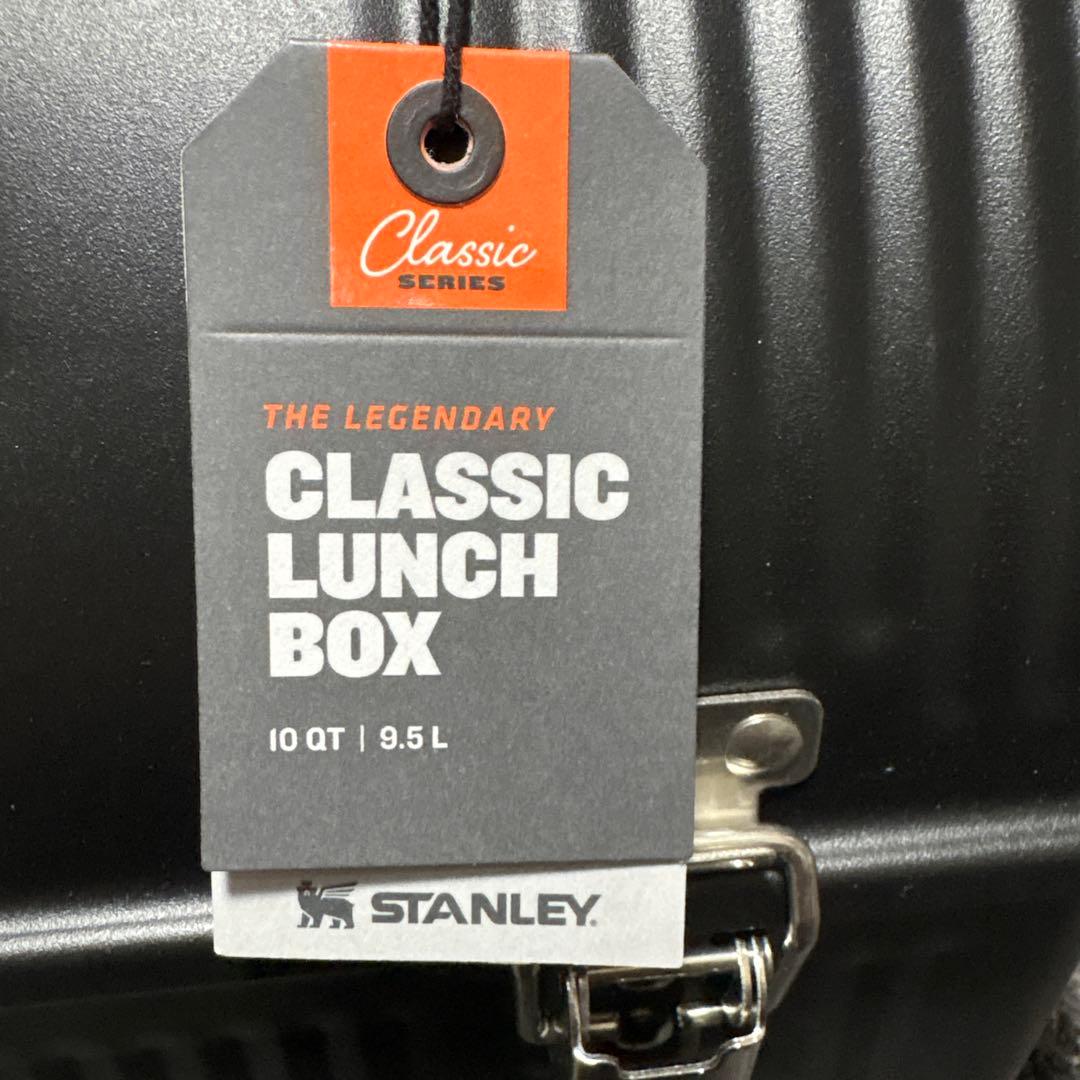 Classic
SERIES
THE LEGENDARY
CLASSIC
LUNCH
BOX
10 QT | 9.5 L
STANLEY